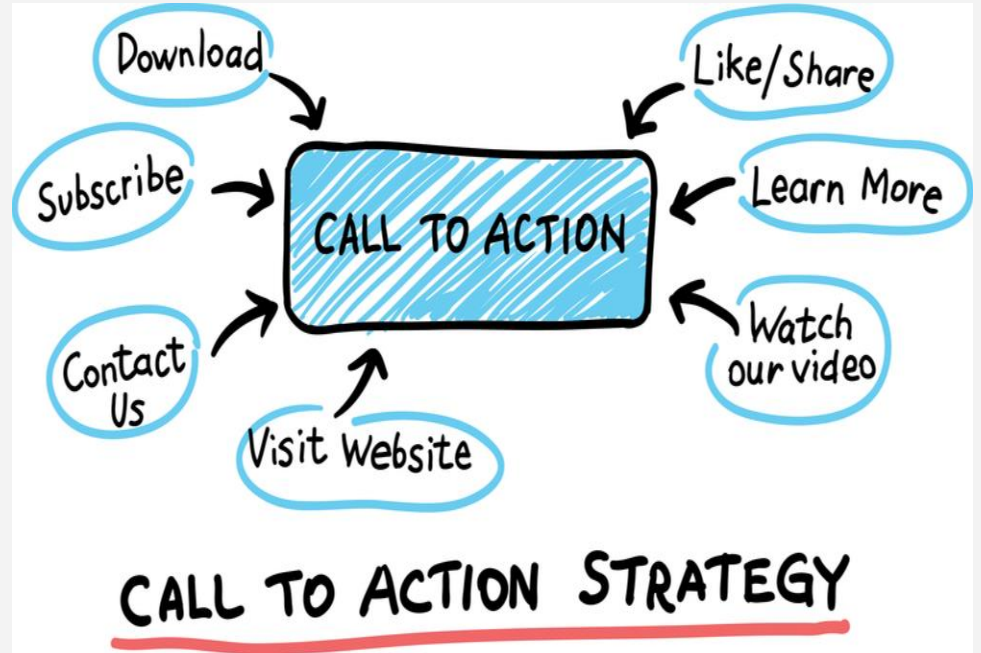 Download
Like/Share
Subscribe
Learn More
CALL TO ACTION
Contact
Us
Watch
our video
Visit Website
CALL TO ACTION STRATEGY